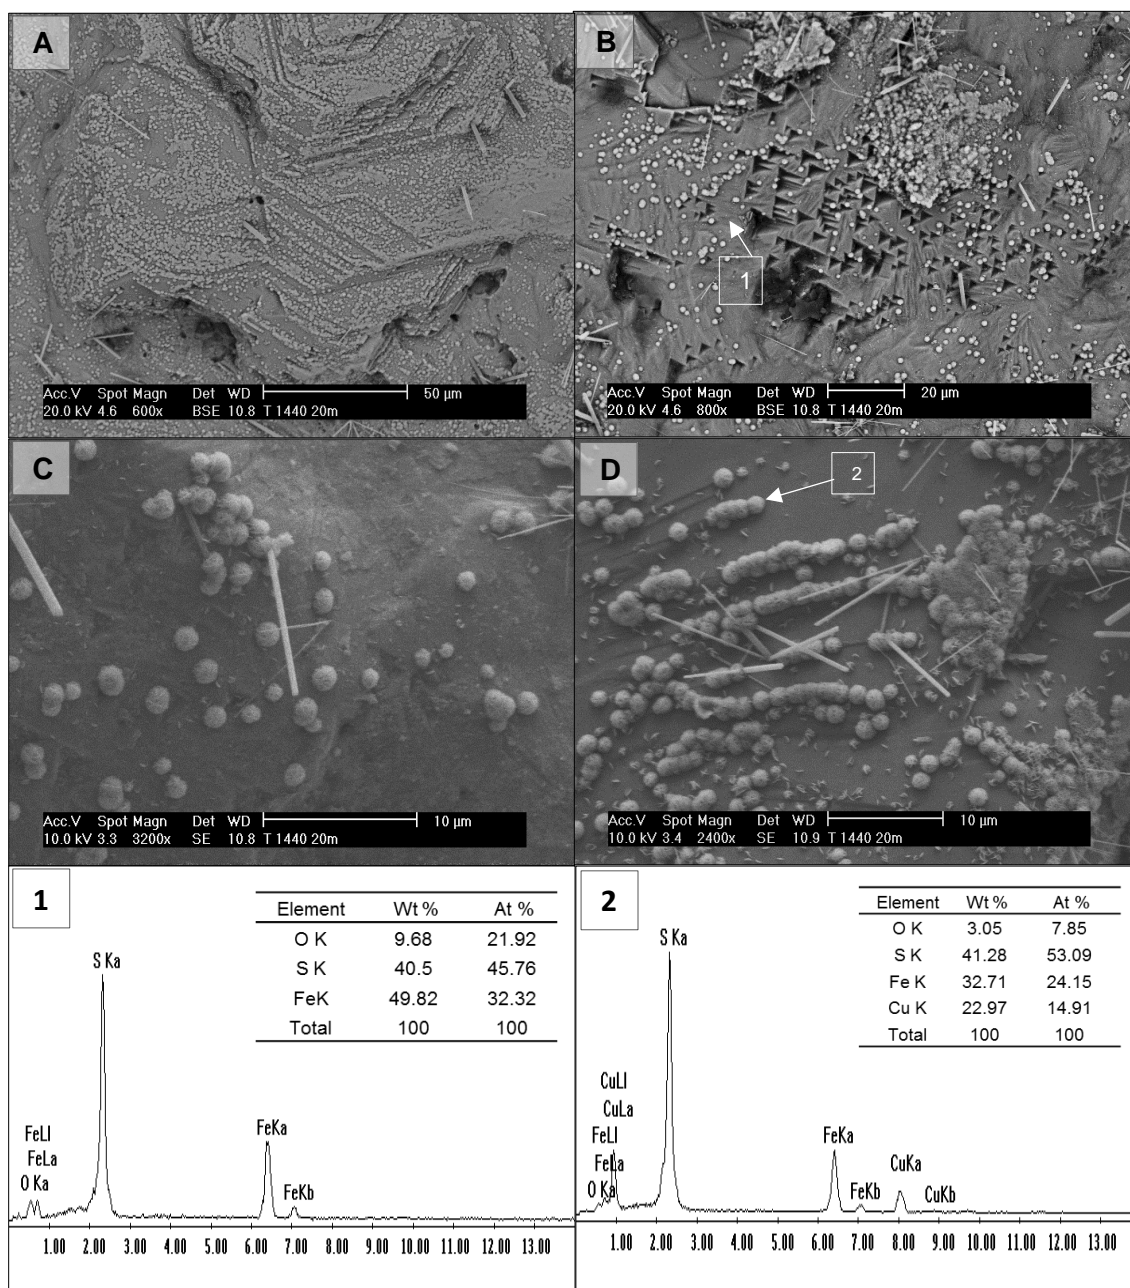 A
Acc.V Spot Magn Det WD 50 µm
20.0 kV 4.6 600x BSE 10.8 T 1440 20m
B
1
Acc.V Spot Magn Det WD 20 µm
20.0 kV 4.6 800x BSE 10.8 T 1440 20m
C
Acc.V Spot Magn Det WD 10 µm
10.0 kV 3.3 3200x SE 10.8 T 1440 20m
D
2
Acc.V Spot Magn Det WD 10 µm
10.0 kV 3.4 2400x SE 10.9 T 1440 20m
1
Element Wt % At %
O K 9.68 21.92
S K 40.5 45.76
FeK 49.82 32.32
Total 100 100
S Ka
FeLl
FeLa
O Ka
FeKa
FeKb
1.00 2.00 3.00 4.00 5.00 6.00 7.00 8.00 9.00 10.00 11.00 12.00 13.00
2
Element Wt % At %
O K 3.05 7.85
S K 41.28 53.09
Fe K 32.71 24.15
Cu K 22.97 14.91
Total 100 100
S Ka
CuLl
CuLa
FeLl
FeLa
O Ka
FeKa
FeKb
CuKa
CuKb
1.00 2.00 3.00 4.00 5.00 6.00 7.00 8.00 9.00 10.00 11.00 12.00 13.00